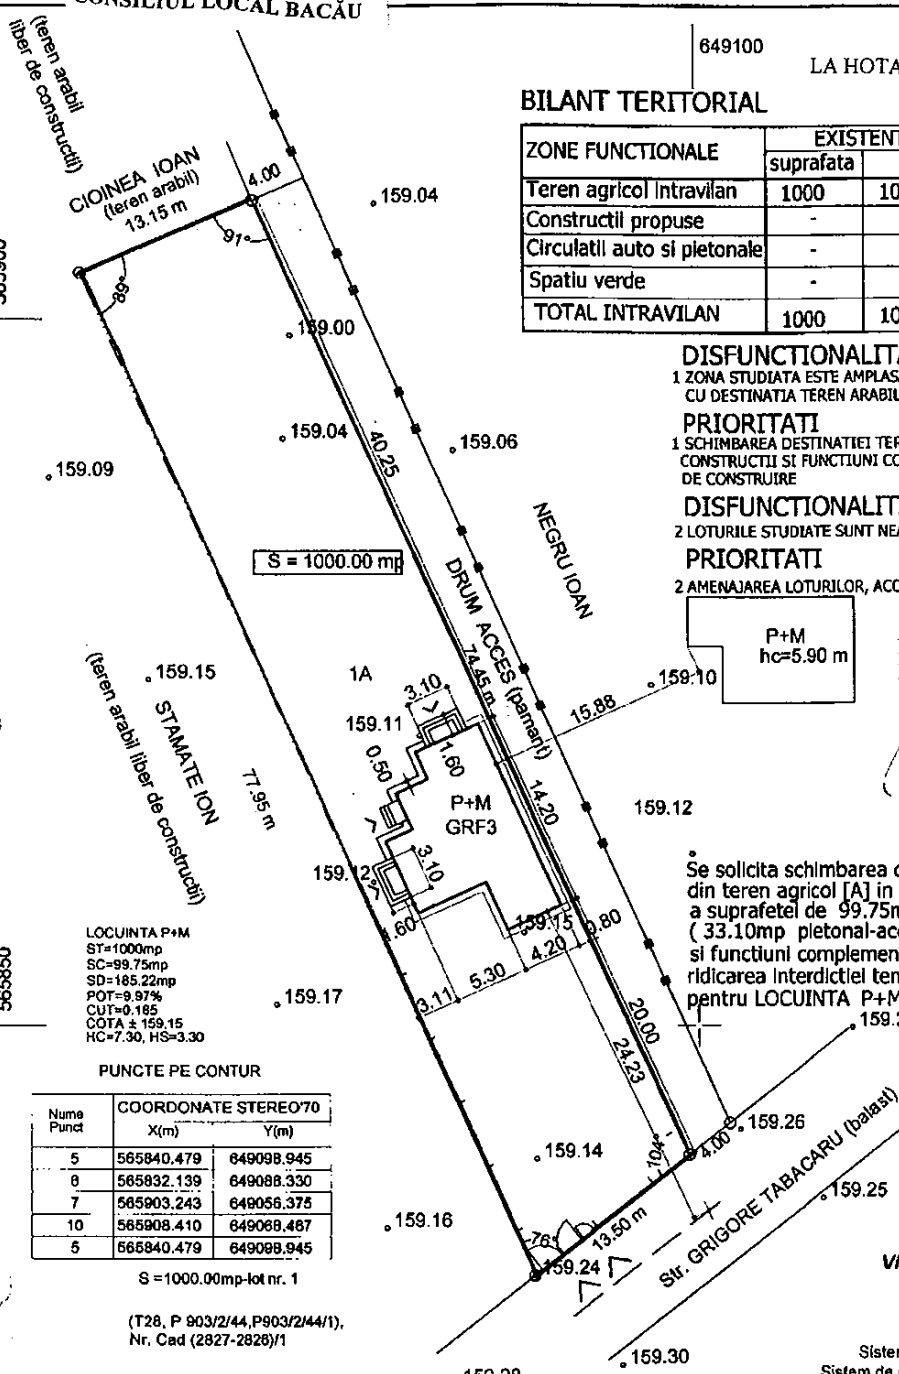 CONSILIUL LOCAL BACĂU
(teren arabil
liber de constructii)
649100
LA HOTA
BILANT TERITORIAL
ZONE FUNCTIONALE
EXISTENT
suprafata
Teren agricol intravilan 1000 10
Constructii propuse -
Circulatii auto si pietonale -
Spatiu verde -
TOTAL INTRAVILAN 1000 10
CIOINEA IOAN
(teren arabil)
13.15 m
4.00
91°
89°
159.04
159.00
159.04
159.06
159.09
40.25
S = 1000.00 mp
NEGRU IOAN
DRUM ACCES (pamant)
74.45 m
DISFUNCTIONALITA
1 ZONA STUDIATA ESTE AMPLAS
CU DESTINATIA TEREN ARABIL
PRIORITATI
1 SCHIMBAREA DESTINATIEI TER
CONSTRUCTII SI FUNCTIUNI CO
DE CONSTRUIRE
DISFUNCTIONALIT
2 LOTURILE STUDIATE SUNT NEA
PRIORITATI
2 AMENAJAREA LOTURILOR, ACC
P+M
hc=5.90 m
159.10
15.88
159.15
1A
3.10
159.11
1.60
0.50
STAMATE ION
(teren arabil liber de constructii)
77.95 m
P+M
GRF3
14.20
159.12
159.12
3.10
1.60
159.75
0.80
4.20
5.30
3.11
20.00
24.23
Se solicita schimbarea d
din teren agricol [A] in
a suprafetei de 99.75m
( 33.10mp pietonal-acc
si functiuni complemen
ridicarea interdictiei tem
pentru LOCUINTA P+M
LOCUINTA P+M
ST=1000mp
SC=99.75mp
SD=185.22mp
POT=9.97%
CUT=0.185
COTA ± 159.15
HC=7.30, HS=3.30
159.17
565850
PUNCTE PE CONTUR
Nume
Punct
COORDONATE STEREO'70
X(m) Y(m)
5 565840.479 649098.945
6 565832.139 649088.330
7 565903.243 649056.375
10 565908.410 649068.467
5 565840.479 649098.945
S =1000.00mp-lot nr. 1
(T28, P 903/2/44,P903/2/44/1),
Nr. Cad (2827-2828)/1
159.14
159.16
104°
4.00
159.26
159.25
76°
13.50 m
159.24
Str. GRIGORE TABACARU (balast)
159.30
Sistem de